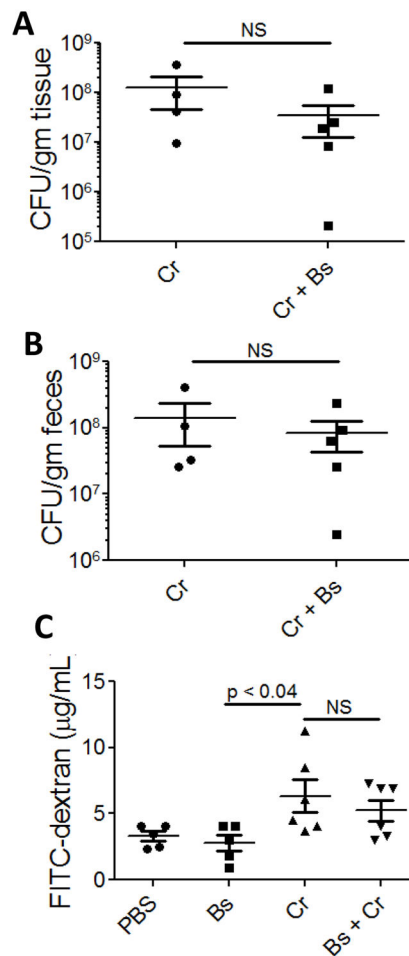 A
NS
CFU/gm tissue
10⁹
10⁸
10⁷
10⁶
10⁵
Cr
Cr + Bs
B
NS
CFU/gm feces
10⁹
10⁸
10⁷
10⁶
Cr
Cr + Bs
C
FITC-dextran (μg/mL)
15
10
5
0
p < 0.04
NS
PBS
Bs
Cr
Bs + Cr